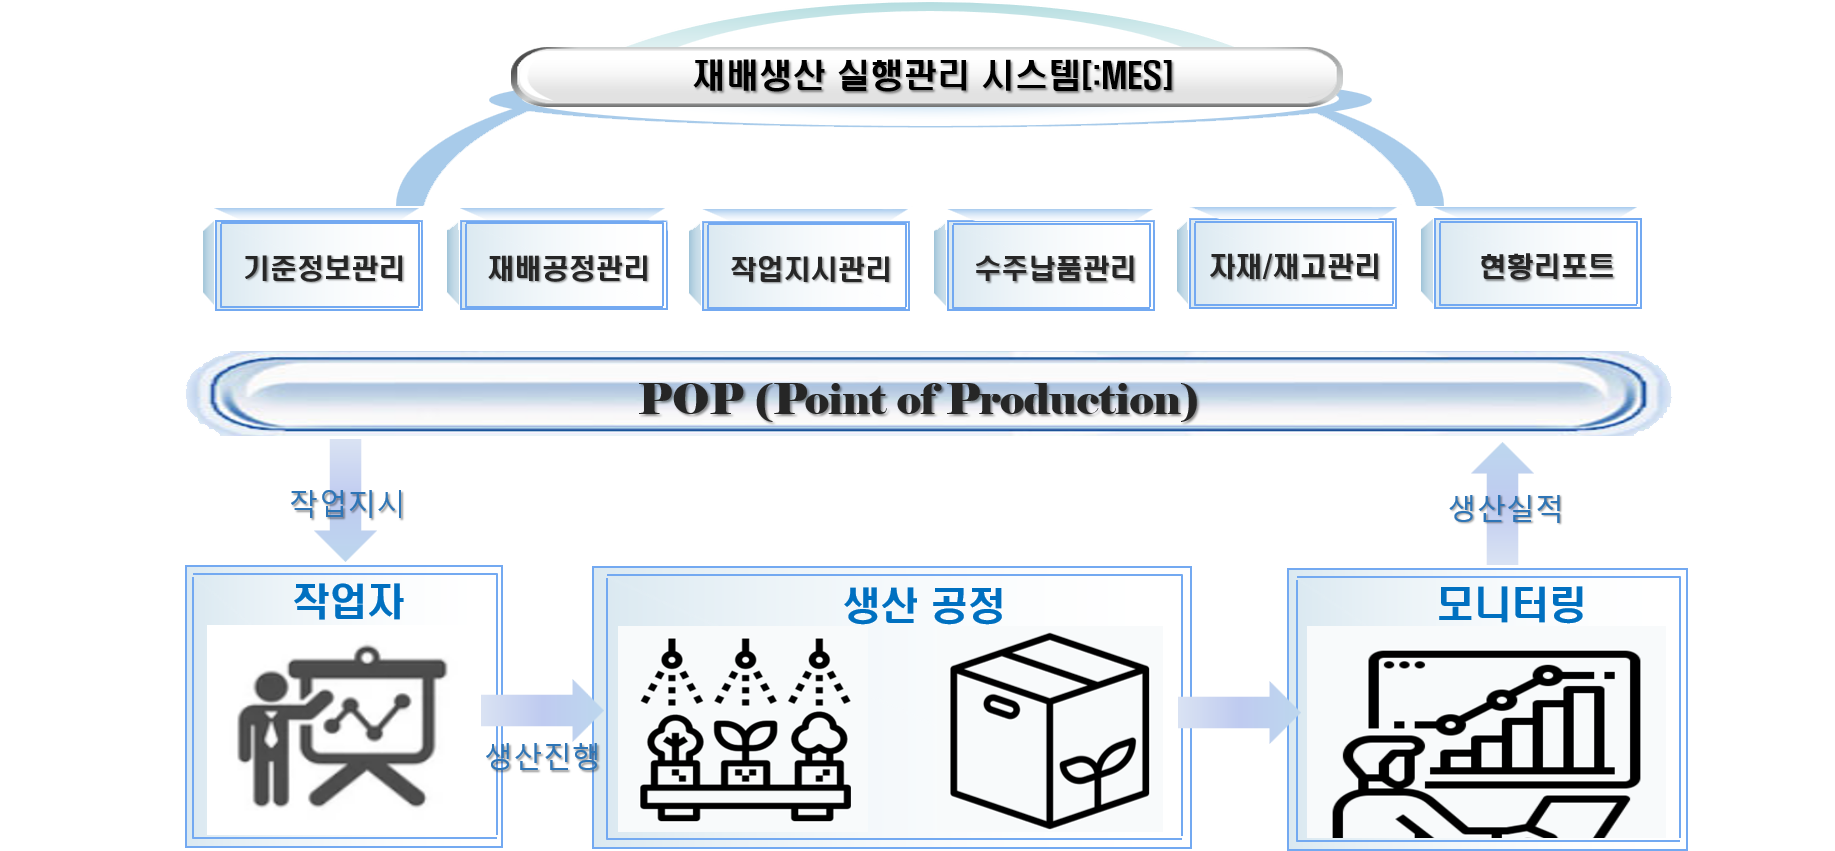 재배생산 실행관리 시스템[:MES]
기준정보관리
재배공정관리
작업지시관리
수주납품관리
자재/재고관리
현황리포트
POP (Point of Production)
작업지시
생산실적
작업자
생산 공정
모니터링
생산진행